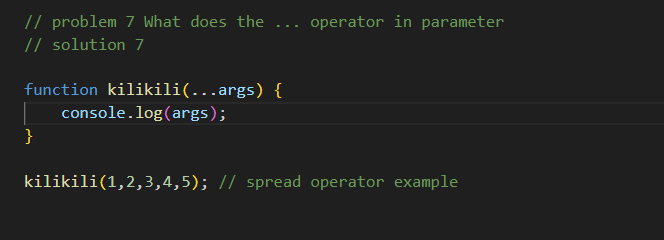 // problem 7 What does the ... operator in parameter
// solution 7
function kilikili(...args) {
console.log(args);
}
kilikili(1,2,3,4,5); // spread operator example